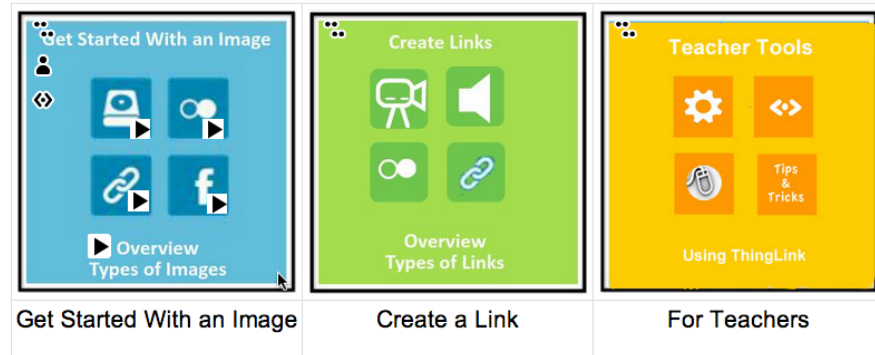 Get Started With an Image
Overview
Types of Images
Create Links
Overview
Types of Links
Teacher Tools
Tips
&
Tricks
Using ThingLink
Get Started With an Image
Create a Link
For Teachers